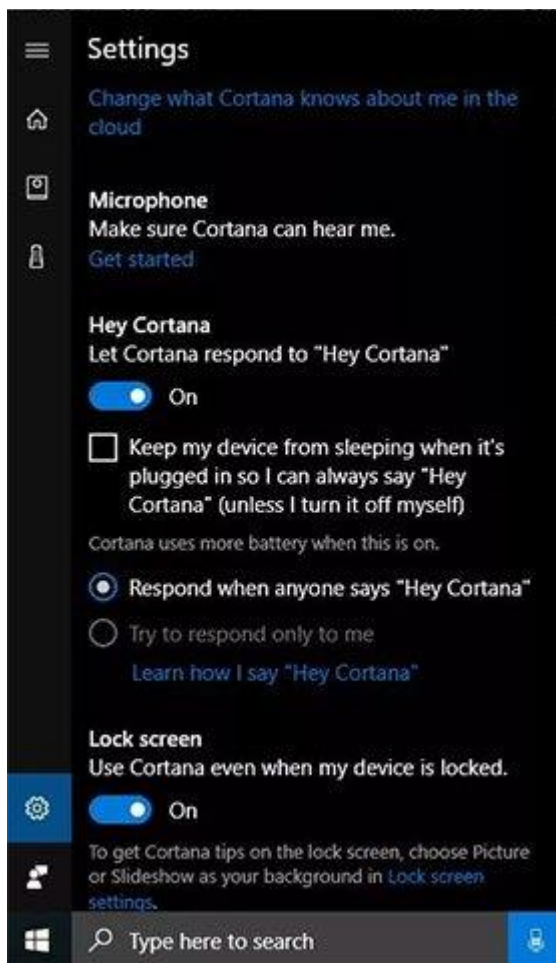 Settings
Change what Cortana knows about me in the
cloud
Microphone
Make sure Cortana can hear me.
Get started
Hey Cortana
Let Cortana respond to "Hey Cortana"
On
Keep my device from sleeping when it's
plugged in so I can always say "Hey
Cortana" (unless I turn it off myself)
Cortana uses more battery when this is on.
Respond when anyone says "Hey Cortana"
Try to respond only to me
Learn how I say "Hey Cortana"
Lock screen
Use Cortana even when my device is locked.
On
To get Cortana tips on the lock screen, choose Picture
or Slideshow as your background in Lock screen
settings.
Type here to search